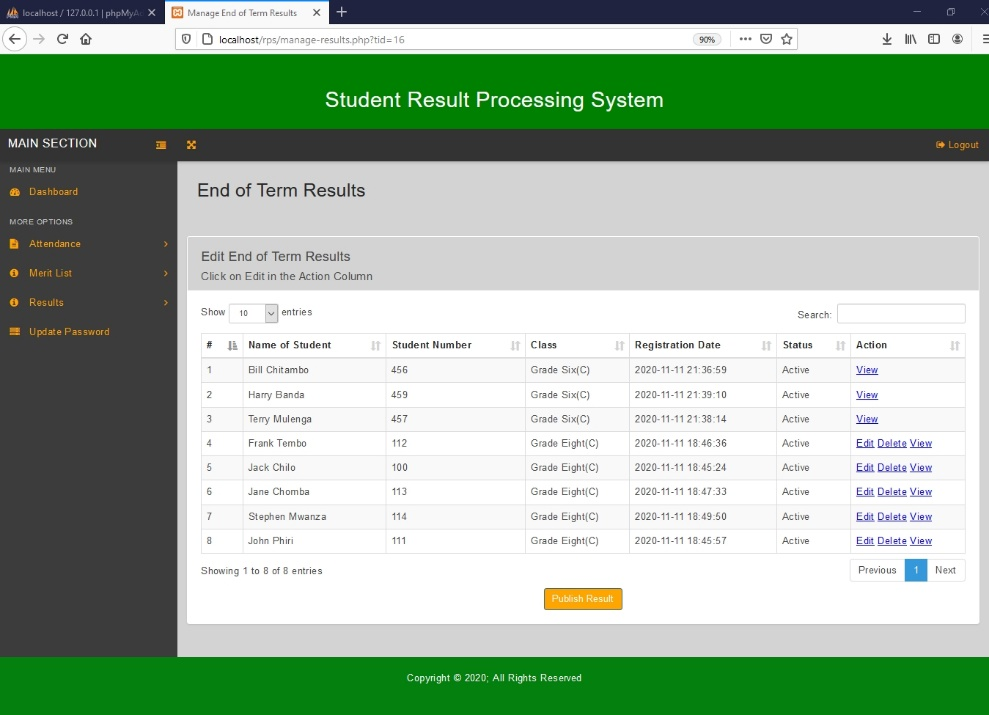 localhost / 127.0.0.1 | phpMyAd
Manage End of Term Results
localhost/rps/manage-results.php?tid=16
90%
Student Result Processing System
MAIN SECTION
Logout
MAIN MENU
Dashboard
MORE OPTIONS
Attendance
Merit List
Results
Update Password
End of Term Results
Edit End of Term Results
Click on Edit in the Action Column
Show 10 entries
Search:
# Name of Student Student Number Class Registration Date Status Action
1 Bill Chitambo 456 Grade Six(C) 2020-11-11 21:36:59 Active View
2 Harry Banda 459 Grade Six(C) 2020-11-11 21:39:10 Active View
3 Terry Mulenga 457 Grade Six(C) 2020-11-11 21:38:14 Active View
4 Frank Tembo 112 Grade Eight(C) 2020-11-11 18:46:36 Active Edit Delete View
5 Jack Chilo 100 Grade Eight(C) 2020-11-11 18:45:24 Active Edit Delete View
6 Jane Chomba 113 Grade Eight(C) 2020-11-11 18:47:33 Active Edit Delete View
7 Stephen Mwanza 114 Grade Eight(C) 2020-11-11 18:49:50 Active Edit Delete View
8 John Phiri 111 Grade Eight(C) 2020-11-11 18:45:57 Active Edit Delete View
Showing 1 to 8 of 8 entries
Previous 1 Next
Publish Result
Copyright © 2020; All Rights Reserved